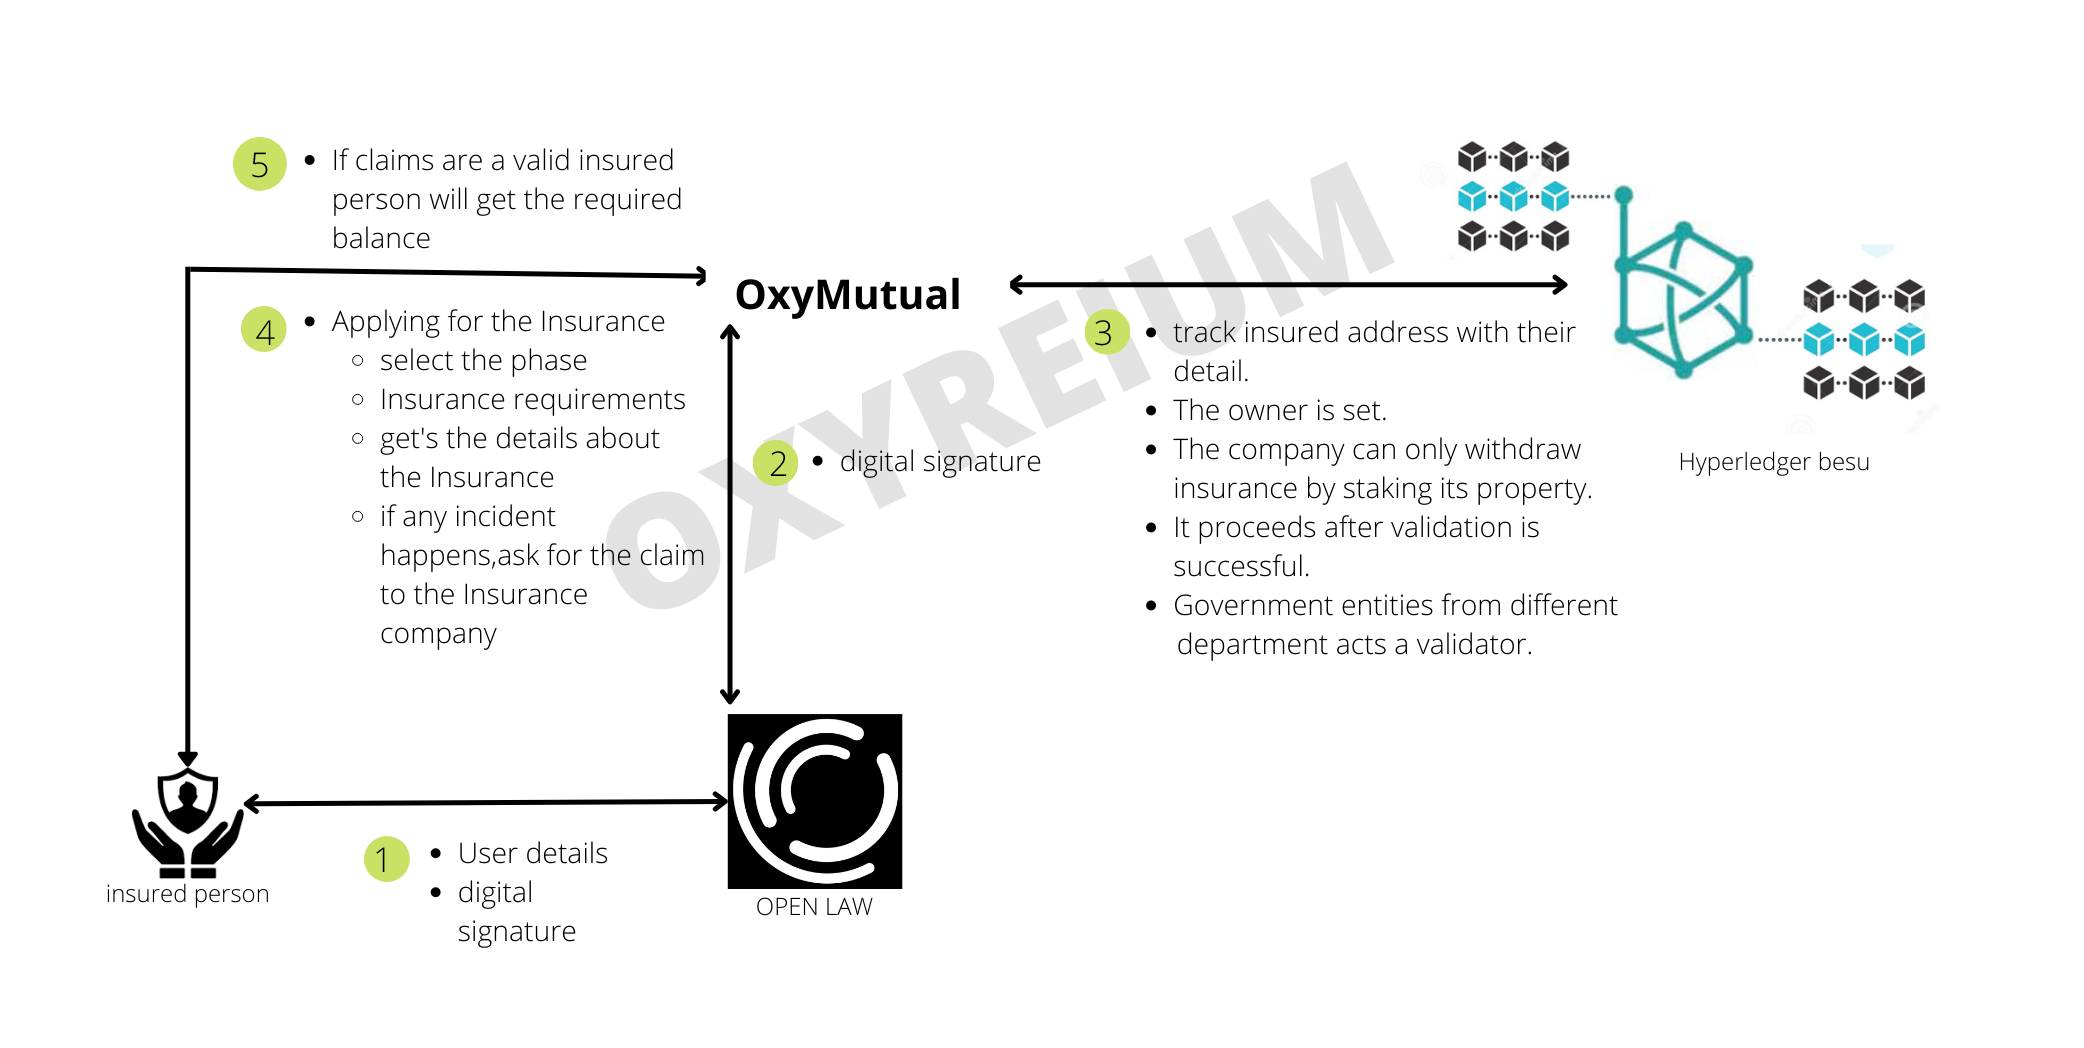 5
• If claims are a valid insured
person will get the required
balance
OxyMutual
4
• Applying for the Insurance
◦ select the phase
◦ Insurance requirements
◦ get's the details about
the Insurance
◦ if any incident
happens,ask for the claim
to the Insurance
company
OXYREIUM
2
• digital signature
3
• track insured address with their
detail.
• The owner is set.
• The company can only withdraw
insurance by staking its property.
• It proceeds after validation is
successful.
• Government entities from different
department acts a validator.
Hyperledger besu
insured person
1
• User details
• digital
signature
OPEN LAW